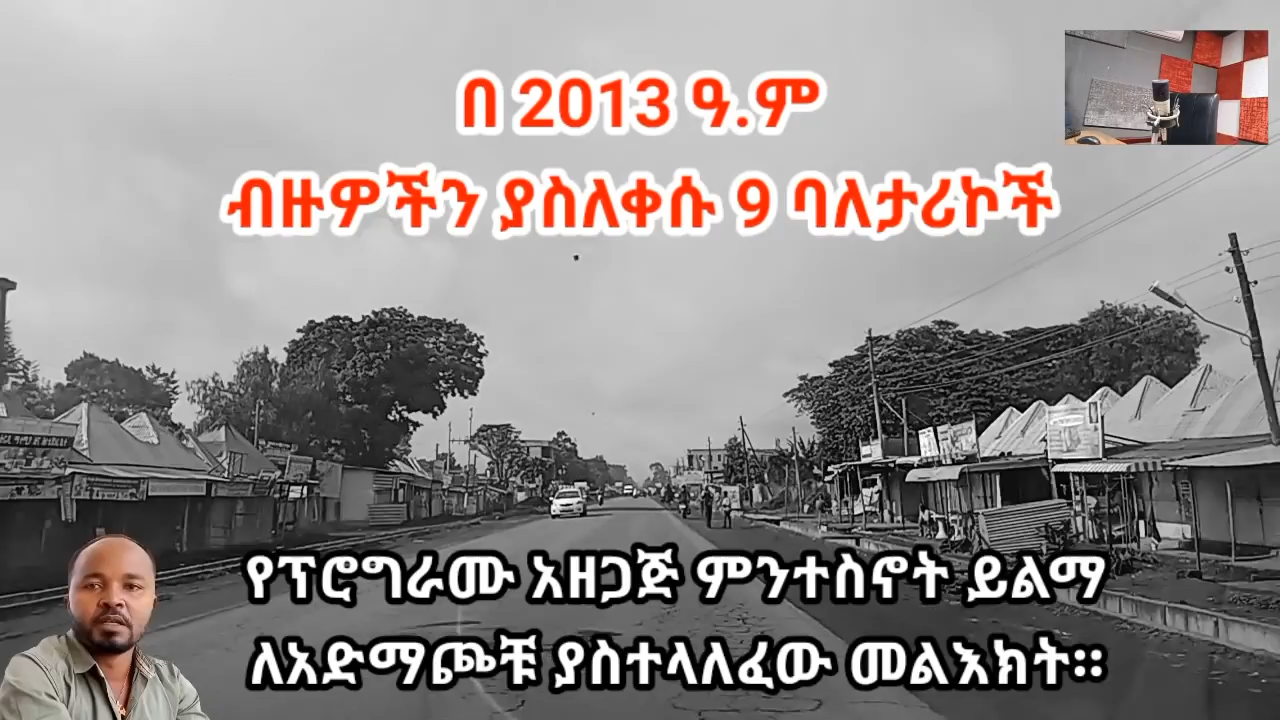 በ 2013 ዓ.ም
ብዙዎችን ያስለቀሱ 9 ባለታሪኮች
የፕሮግራሙ አዘጋጅ ምንተስኖት ይልማ
ለአድማጮቹ ያስተላለፈው መልእክት።